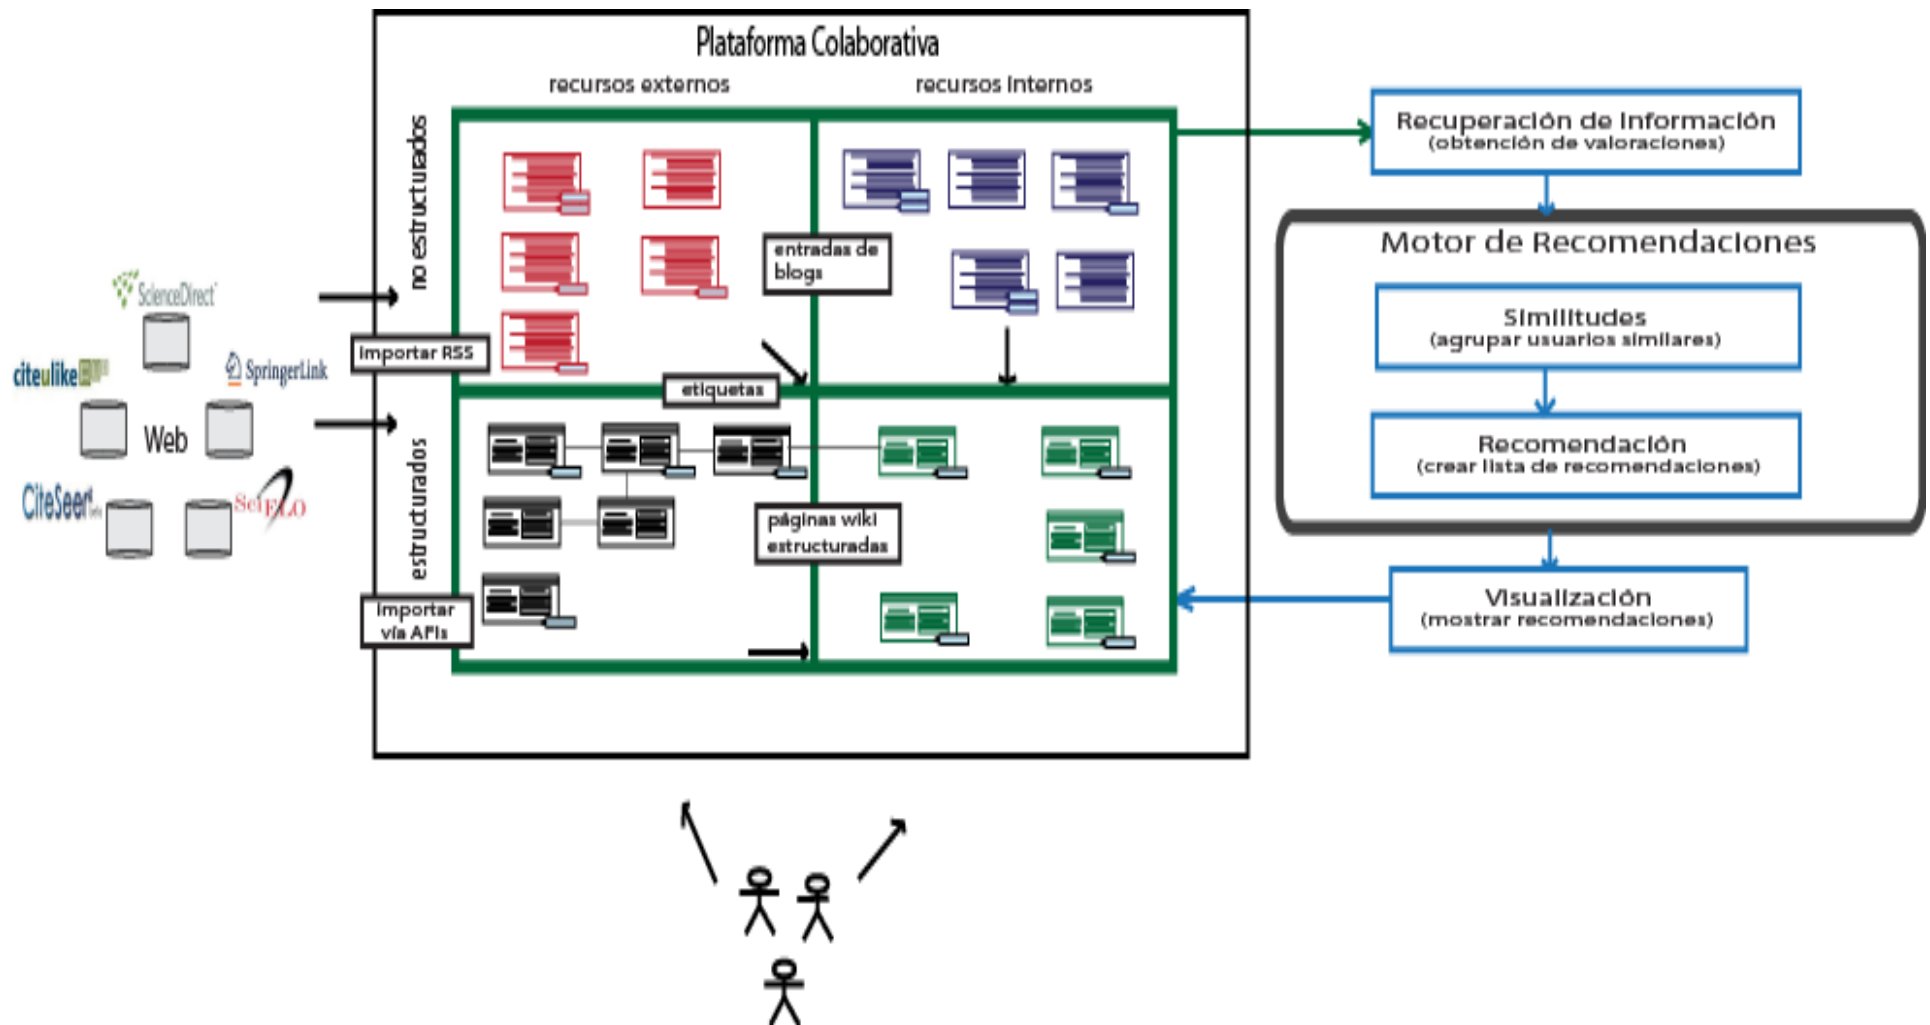 Plataforma Colaborativa
recursos externos
recursos internos
no estructusados
estructurados
ScienceDirect
citeulike
SpringerLink
Web
CiteSeer
SciELO
importar RSS
importar
vía APIs
entradas de
blogs
etiquetas
páginas wiki
estructuradas
Recuperación de Información
(obtención de valoraciones)
Motor de Recomendaciones
Similitudes
(agrupar usuarios similares)
Recomendación
(crear lista de recomendaciones)
Visualización
(mostrar recomendaciones)